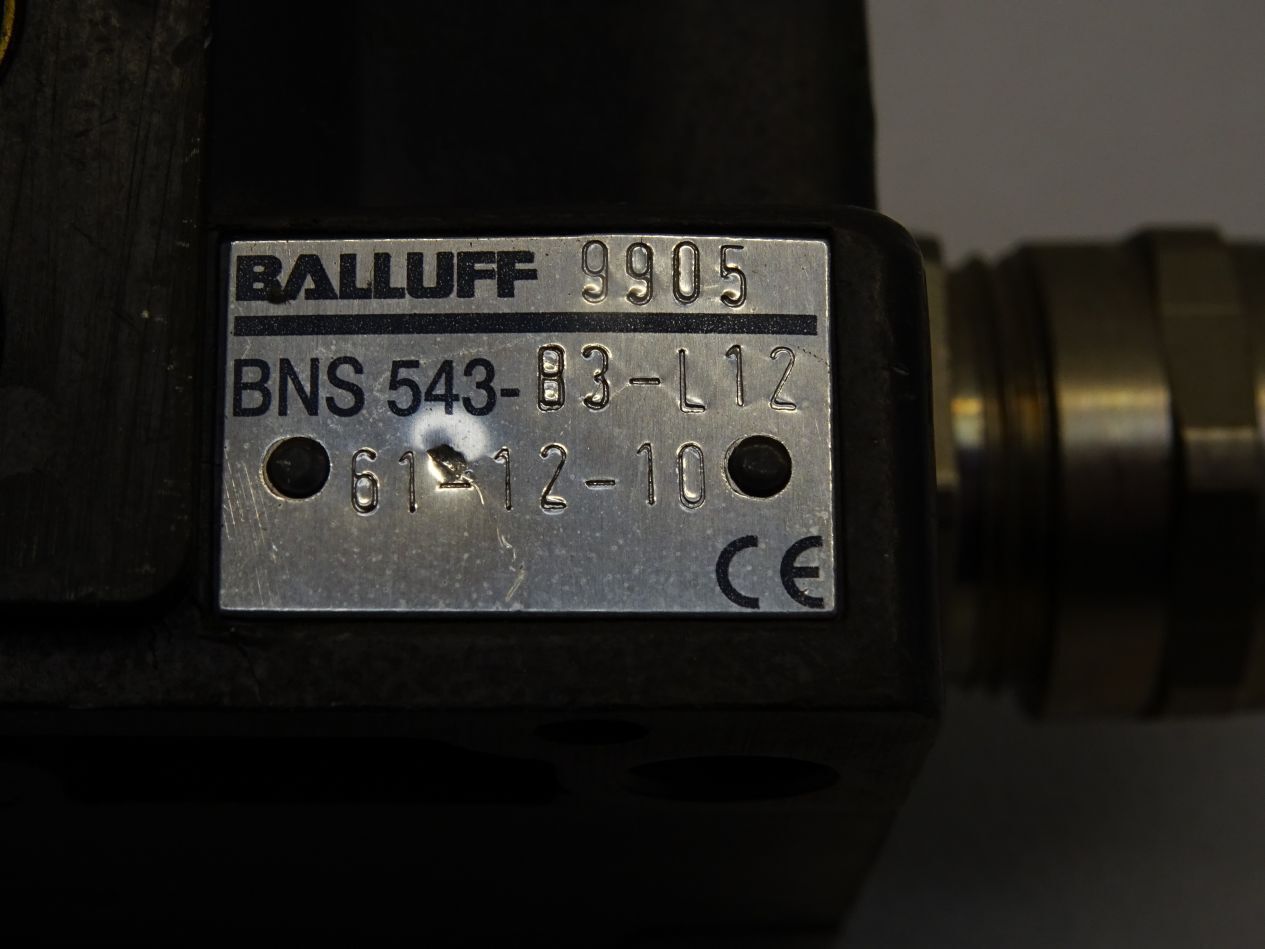 BALLUFF 9905
BNS 543-B3-L12
61-12-10
CE